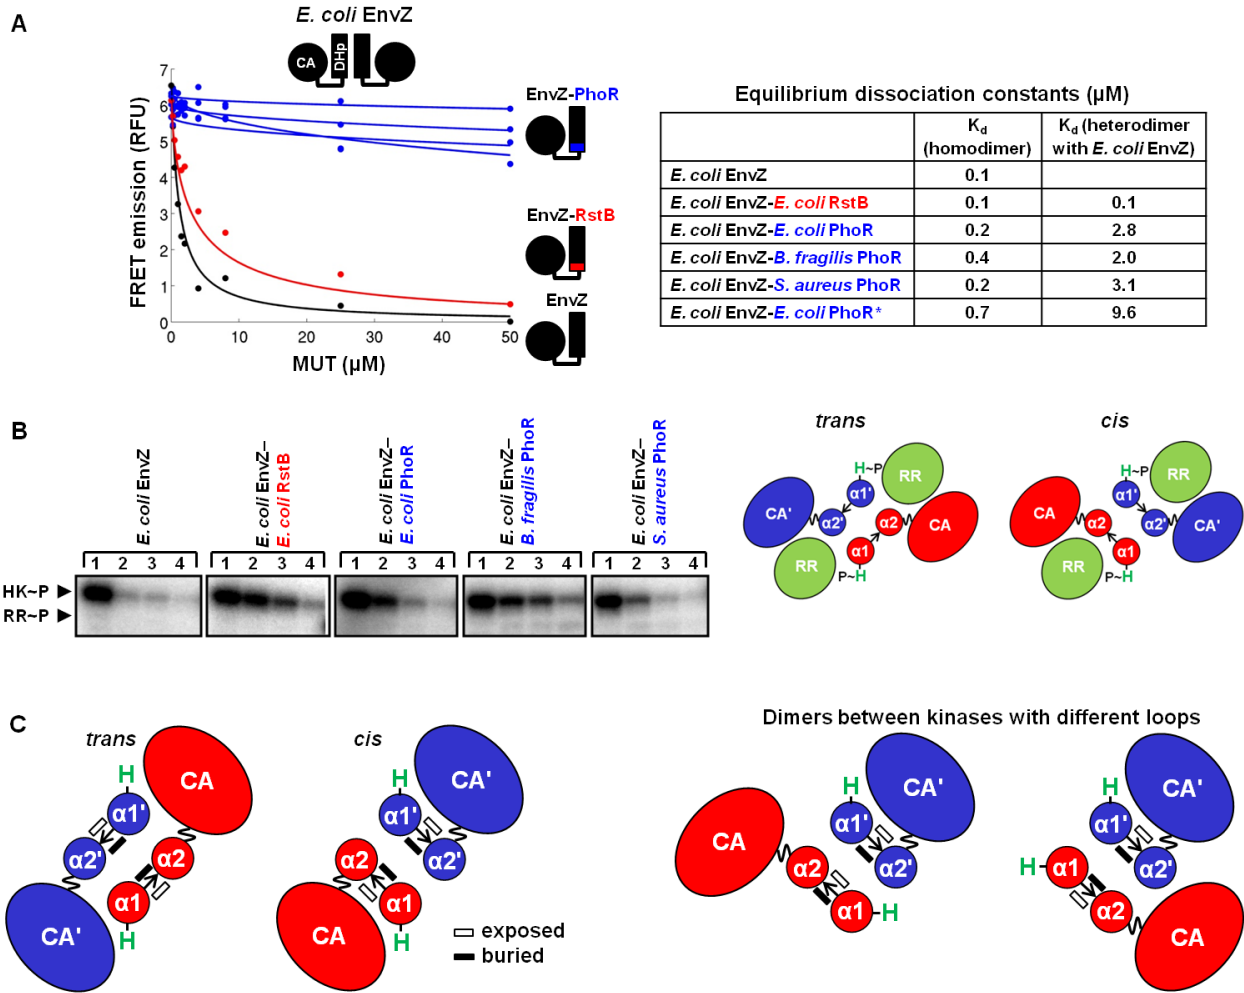 A
E. coli EnvZ
CA
DHp
FRET emission (RFU)
7
6
5
4
3
2
1
0
0
10
20
30
40
50
MUT (µM)
EnvZ-PhoR
EnvZ-RstB
EnvZ
Equilibrium dissociation constants (µM)
Kd (homodimer)
Kd (heterodimer with E. coli EnvZ)
E. coli EnvZ 0.1
E. coli EnvZ-E. coli RstB 0.1 0.1
E. coli EnvZ-E. coli PhoR 0.2 2.8
E. coli EnvZ-B. fragilis PhoR 0.4 2.0
E. coli EnvZ-S. aureus PhoR 0.2 3.1
E. coli EnvZ-E. coli PhoR* 0.7 9.6
B
E. coli EnvZ
E. coli EnvZ–
E. coli RstB
E. coli EnvZ–
E. coli PhoR
E. coli EnvZ–
B. fragilis PhoR
E. coli EnvZ–
S. aureus PhoR
1 2 3 4
1 2 3 4
1 2 3 4
1 2 3 4
1 2 3 4
HK~P
RR~P
trans
H~P
RR
α1'
CA'
α2'
α2
CA
α1
RR
P~H
cis
H~P
RR
α1'
CA
α2
α2'
CA'
α1
RR
P~H
C
trans
H
CA
α1'
α2'
α2
α1
CA'
H
cis
H
CA'
α1'
α2
α2'
α1
CA
H
exposed
buried
Dimers between kinases with different loops
H
CA'
α1'
CA
α2
α2'
α1
H
H
CA'
α1'
H
α1
α2'
α2
CA